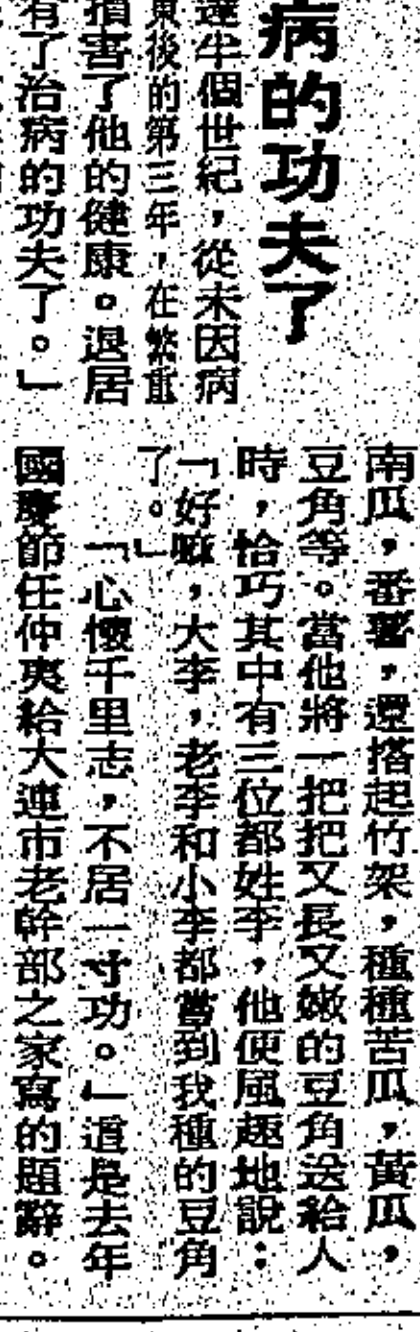 病的功夫了
達半個世紀，從未因病
東後的第三年，在繁重
損害了他的健康。退居
有了治病的功夫了。」
南瓜，番薯，還搭起竹架，種種苦瓜，黃瓜，
豆角等。當他將一把把又長又嫩的豆角送給人
時，恰巧其中有三位都姓李，他便風趣地說：
「好嘛，大李，老李和小李都嘗到我種的豆角
了。」
「心懷千里志，不居一寸功。」這是去年
國慶節任仲夷給大連市老幹部之家寫的題辭。